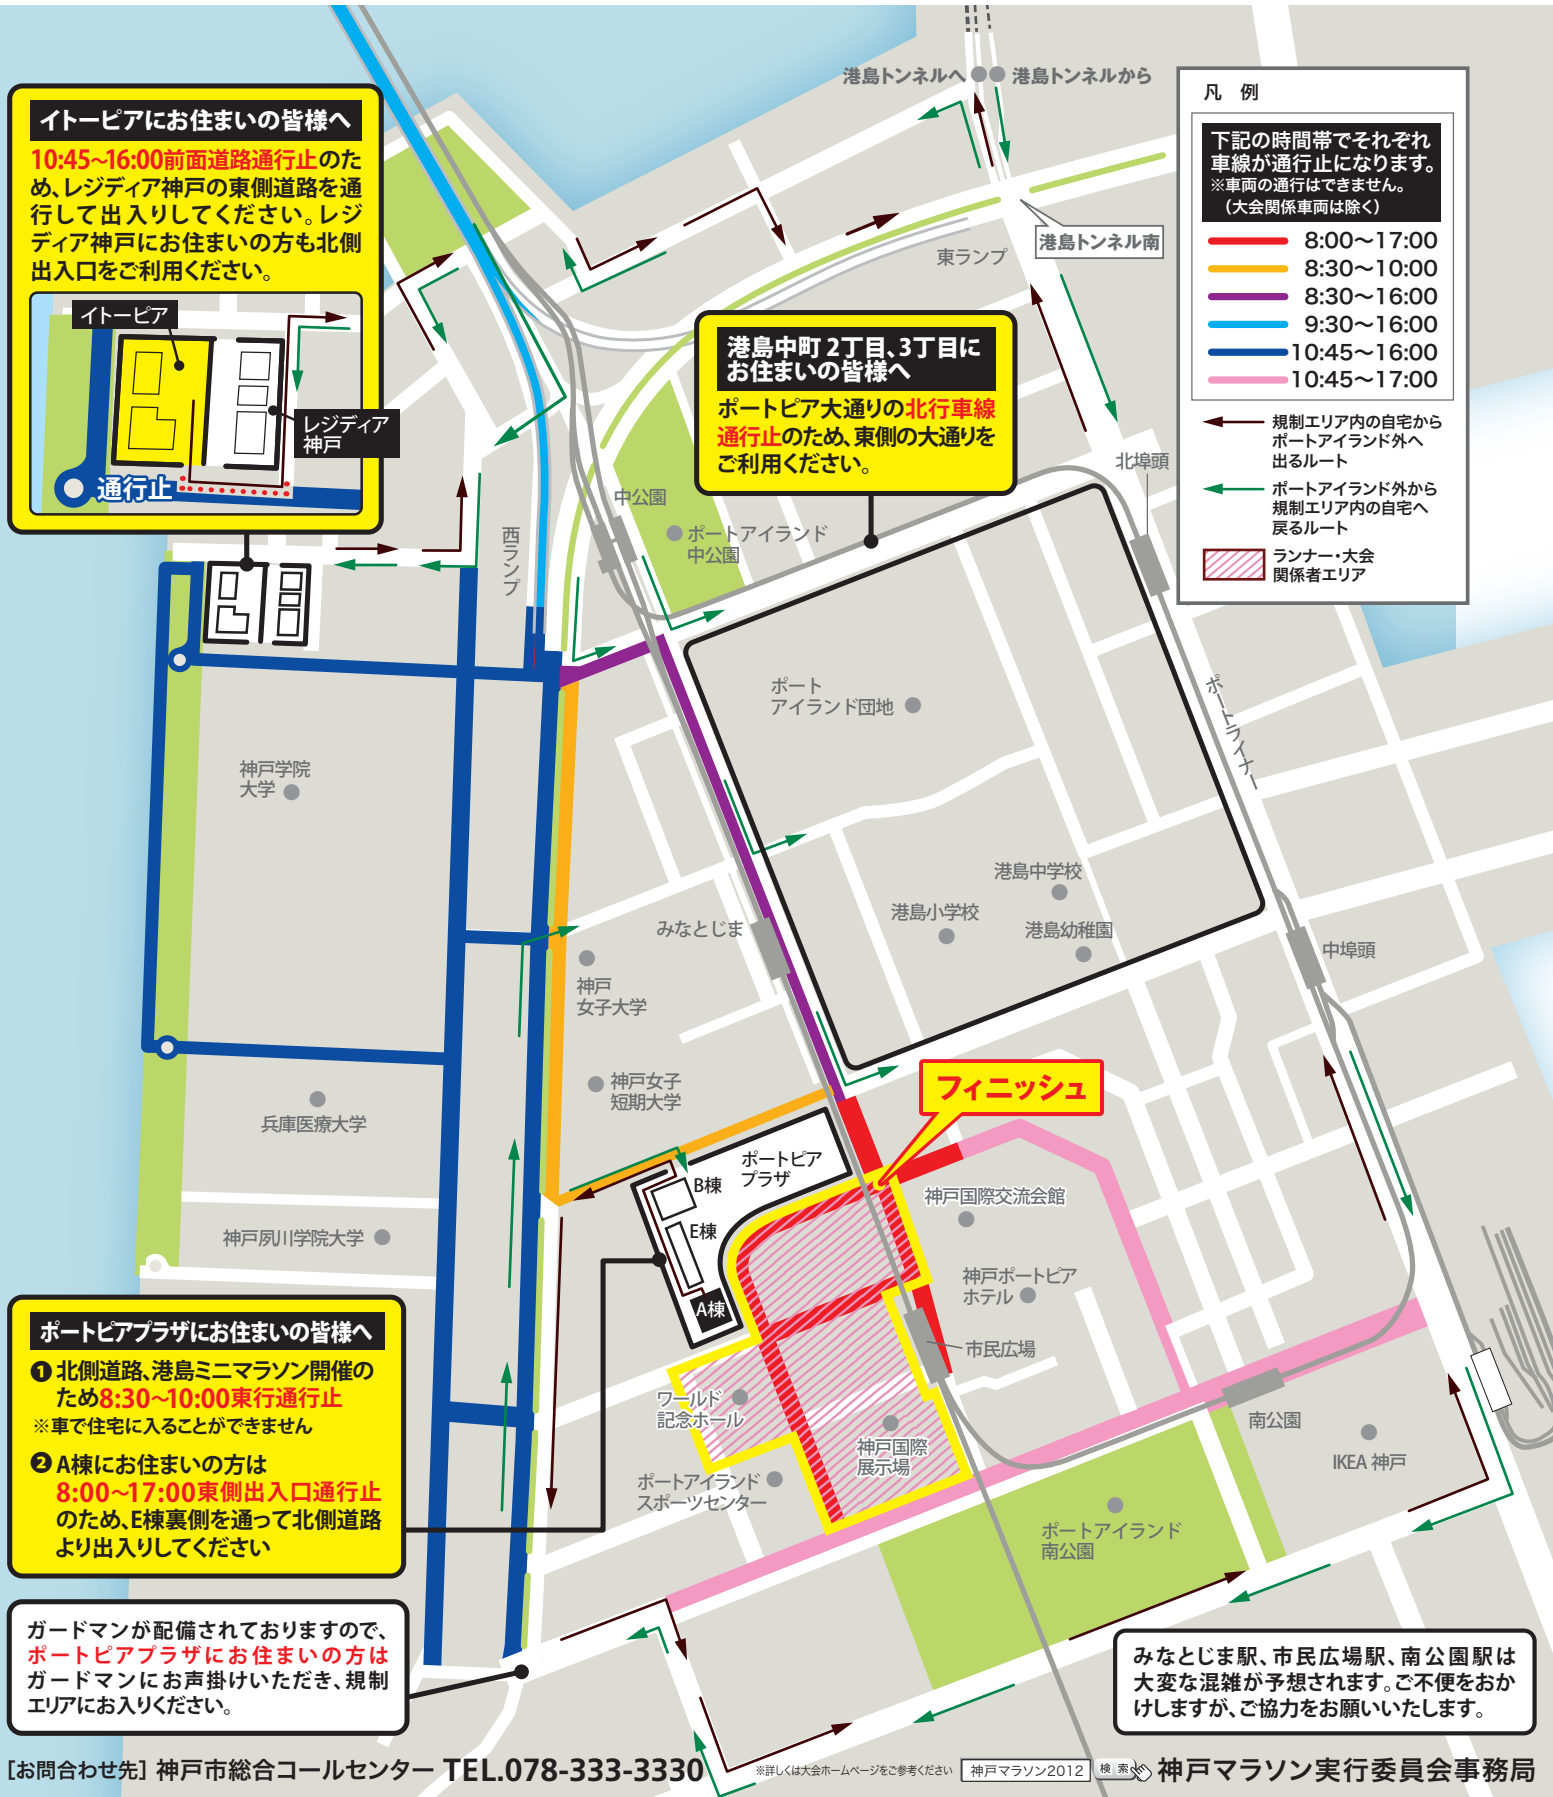 港島トンネルへ
港島トンネルから
イトーピアにお住まいの皆様へ
10:45〜16:00前面道路通行止のた
め、レジディア神戸の東側道路を通
行して出入りしてください。レジ
ディア神戸にお住まいの方も北側
出入口をご利用ください。
イトーピア
レジディア
神戸
通行止
凡 例
下記の時間帯でそれぞれ
車線が通行止になります。
※車両の通行はできません。
（大会関係車両は除く）
8:00〜17:00
8:30〜10:00
8:30〜16:00
9:30〜16:00
10:45〜16:00
10:45〜17:00
規制エリア内の自宅から
ポートアイランド外へ
出るルート
ポートアイランド外から
規制エリア内の自宅へ
戻るルート
ランナー・大会
関係者エリア
港島トンネル南
東ランプ
港島中町2丁目、3丁目に
お住まいの皆様へ
ポートピア大通りの北行車線
通行止のため、東側の大通りを
ご利用ください。
北埠頭
中公園
ポートアイランド
中公園
西ランプ
ポート
アイランド団地
ポートライナー
神戸学院
大学
港島中学校
港島小学校
港島幼稚園
みなとじま
中埠頭
神戸
女子大学
神戸女子
短期大学
兵庫医療大学
フィニッシュ
ポートピア
プラザ
B棟
E棟
A棟
神戸国際交流会館
神戸夙川学院大学
神戸ポートピア
ホテル
市民広場
ポートピアプラザにお住まいの皆様へ
❶北側道路、港島ミニマラソン開催の
ため8:30〜10:00東行通行止
※車で住宅に入ることができません
❷A棟にお住まいの方は
8:00〜17:00東側出入口通行止
のため、E棟裏側を通って北側道路
より出入りしてください
ワールド
記念ホール
神戸国際
展示場
南公園
IKEA 神戸
ポートアイランド
スポーツセンター
ポートアイランド
南公園
ガードマンが配備されておりますので、
ポートピアプラザにお住まいの方は
ガードマンにお声掛けいただき、規制
エリアにお入りください。
みなとじま駅、市民広場駅、南公園駅は
大変な混雑が予想されます。ご不便をおか
けしますが、ご協力をお願いいたします。
［お問合わせ先］神戸市総合コールセンター TEL.078-333-3330
※詳しくは大会ホームページをご参考ください 神戸マラソン2012 検 索 神戸マラソン実行委員会事務局